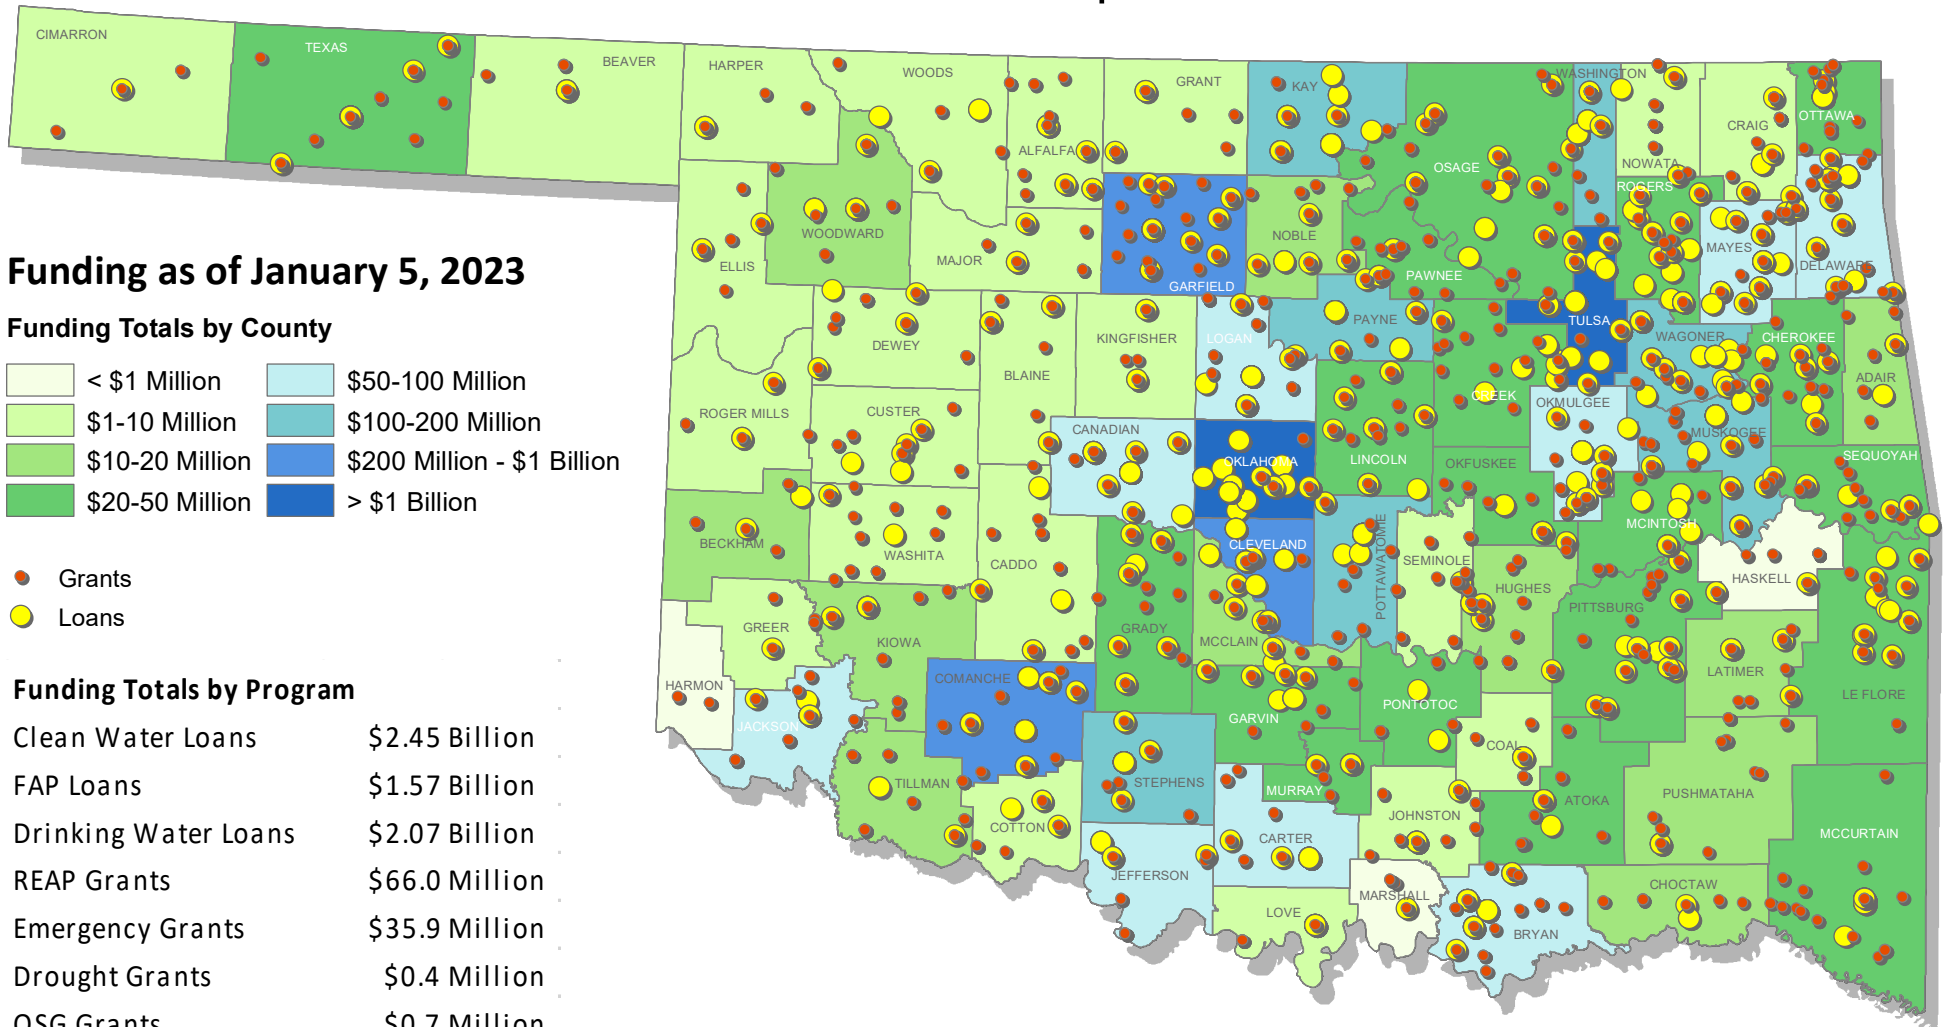 Funding as of January 5, 2023
Funding Totals by County
< $1 Million
$1-10 Million
$10-20 Million
$20-50 Million
$50-100 Million
$100-200 Million
$200 Million - $1 Billion
> $1 Billion
Grants
Loans
Funding Totals by Program
Clean Water Loans $2.45 Billion
FAP Loans $1.57 Billion
Drinking Water Loans $2.07 Billion
REAP Grants $66.0 Million
Emergency Grants $35.9 Million
Drought Grants $0.4 Million
OSG Grants $0.7 Million
CIMARRON
TEXAS
BEAVER
HARPER
WOODS
ALFALFA
GRANT
KAY
OSAGE
WASHINGTON
NOWATA
CRAIG
OTTAWA
ROGERS
ELLIS
WOODWARD
MAJOR
GARFIELD
NOBLE
PAWNEE
MAYES
DELAWARE
DEWEY
BLAINE
KINGFISHER
LOGAN
PAYNE
TULSA
WAGONER
CHEROKEE
ADAIR
ROGER MILLS
CUSTER
CANADIAN
OKLAHOMA
LINCOLN
CREEK
OKMULGEE
MUSKOGEE
SEQUOYAH
OKFUSKEE
MCINTOSH
BECKHAM
WASHITA
CADDO
CLEVELAND
POTTAWATOMIE
SEMINOLE
HUGHES
HASKELL
PITTSBURG
GREER
KIOWA
GRADY
MCCLAIN
LATIMER
LE FLORE
HARMON
JACKSON
COMANCHE
GARVIN
PONTOTOC
COAL
TILLMAN
STEPHENS
MURRAY
JOHNSTON
ATOKA
PUSHMATAHA
MCCURTAIN
COTTON
CARTER
JEFFERSON
LOVE
MARSHALL
BRYAN
CHOCTAW